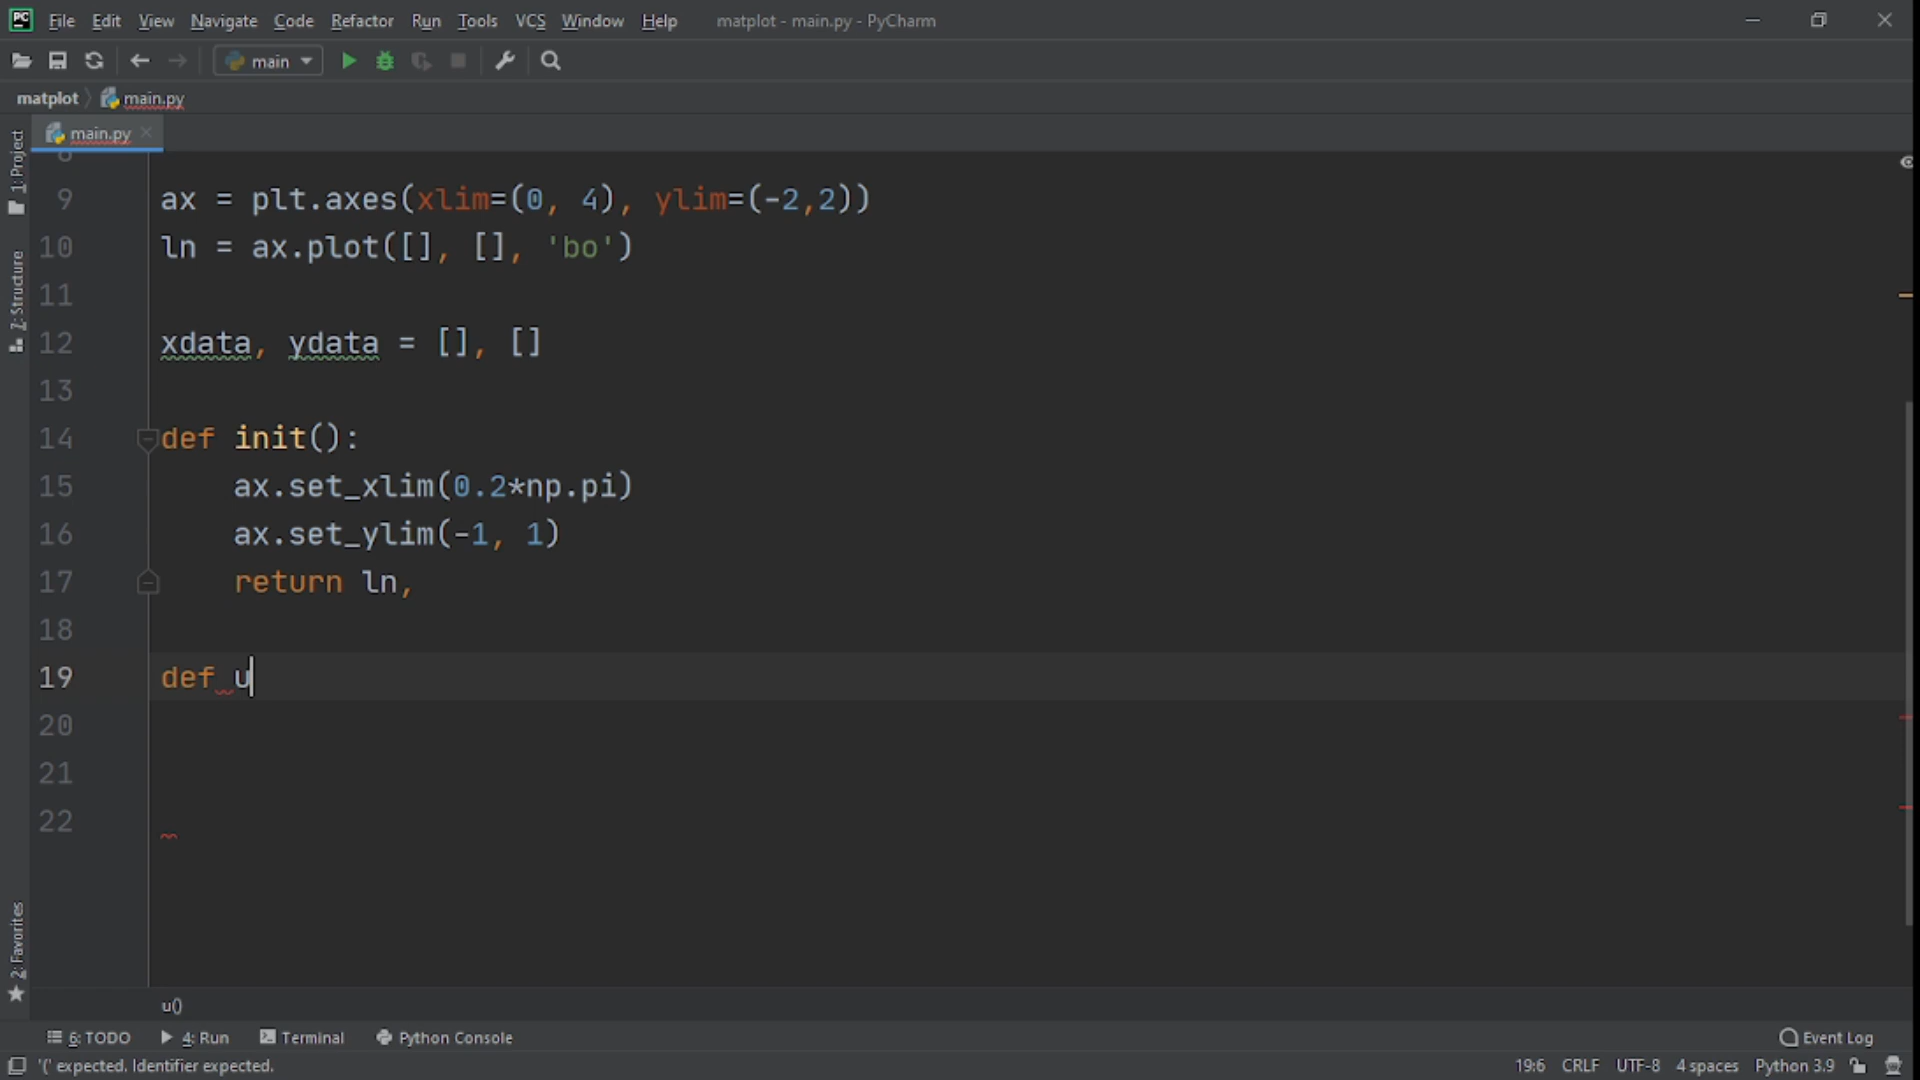 PC File Edit View Navigate Code Refactor Run Tools VCS Window Help matplot - main.py - PyCharm
main
matplot main.py
main.py
1: Project
Z: Structure
2: Favorites
8
9 ax = plt.axes(xlim=(0, 4), ylim=(-2,2))
10 ln = ax.plot([], [], 'bo')
11
12 xdata, ydata = [], []
13
14 def init():
15 ax.set_xlim(0.2*np.pi)
16 ax.set_ylim(-1, 1)
17 return ln,
18
19 def u
20
21
22
u()
6: TODO 4: Run Terminal Python Console Event Log
'(' expected. Identifier expected. 19:6 CRLF UTF-8 4 spaces Python 3.9